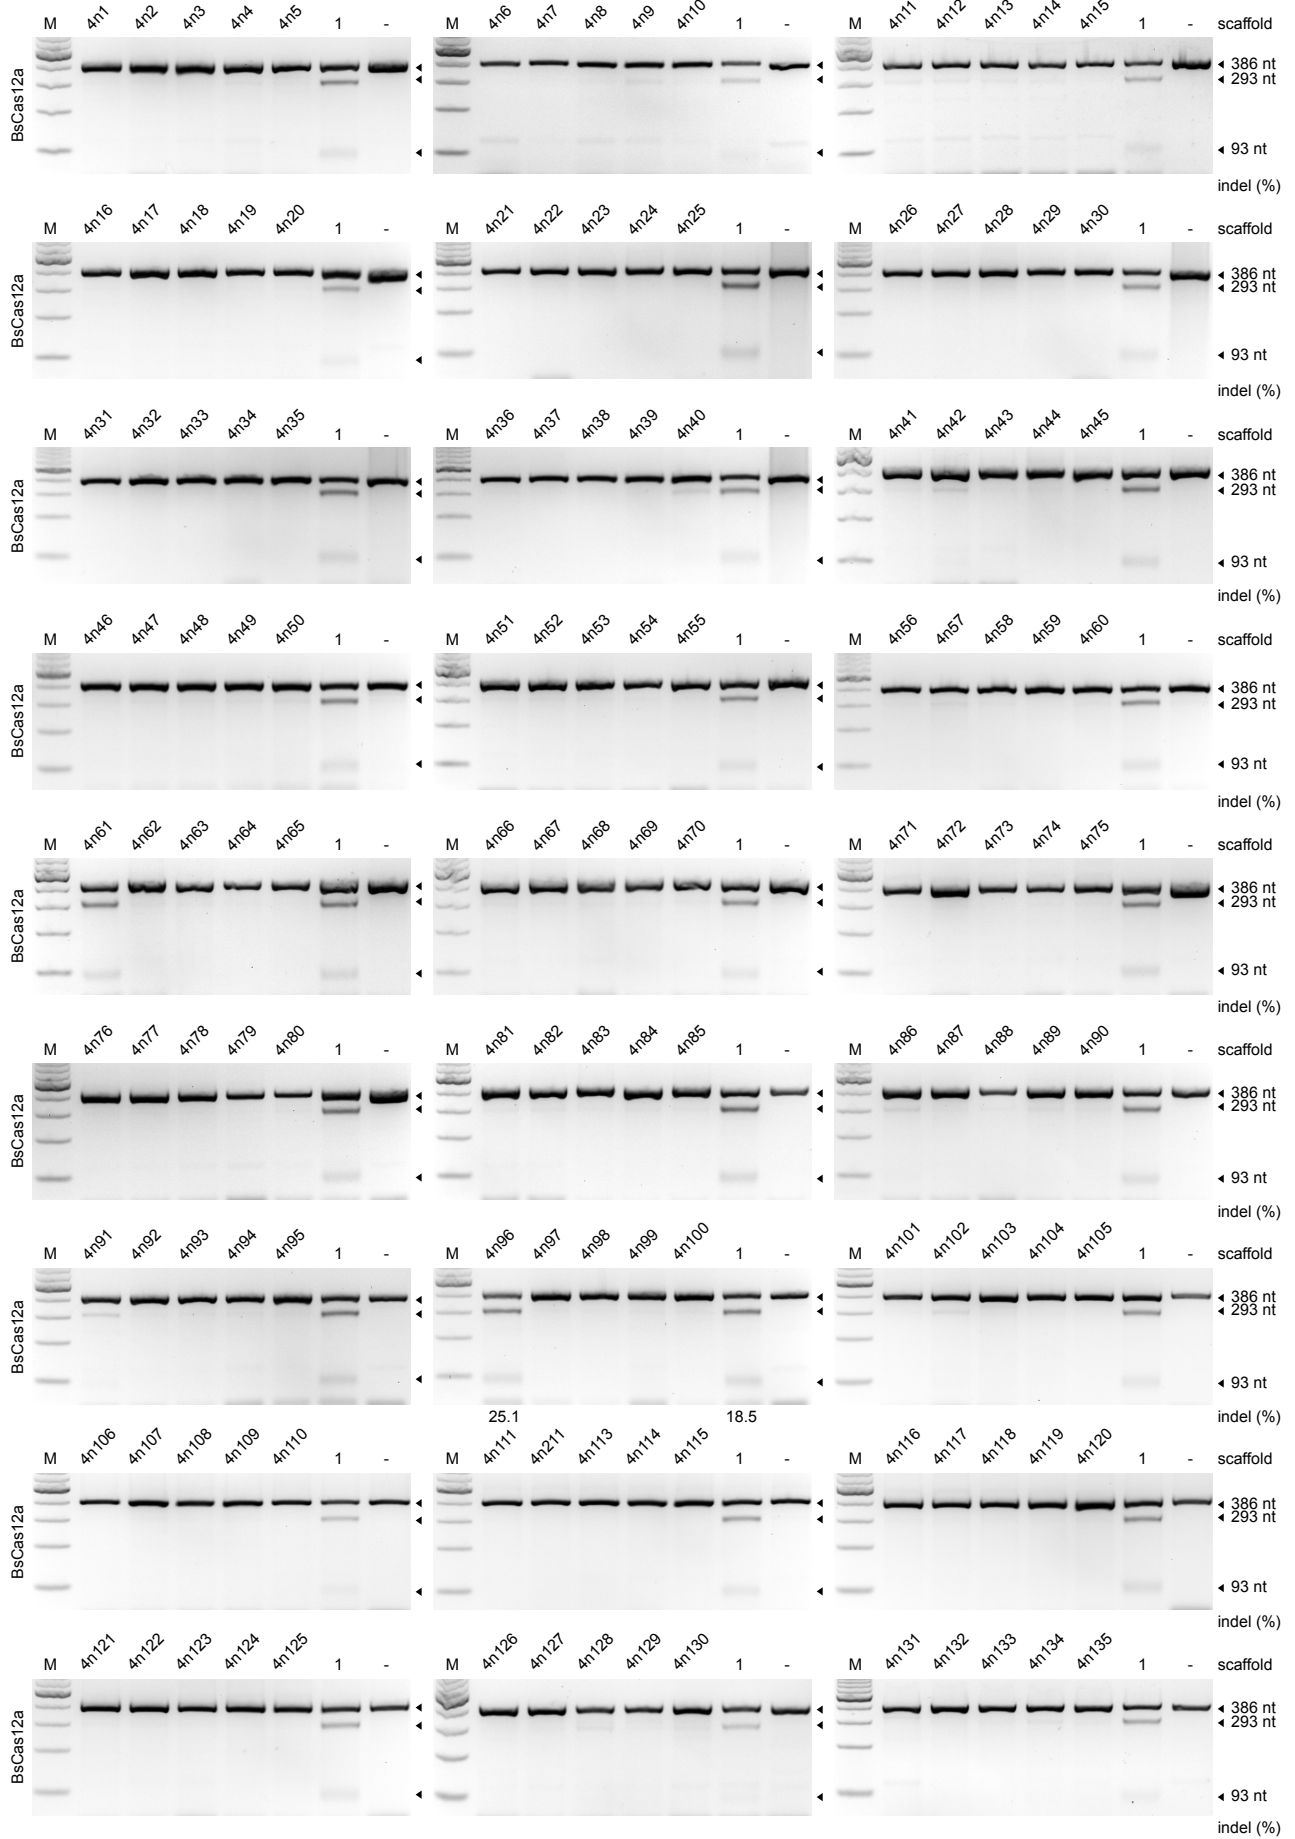 M 4n1 4n2 4n3 4n4 4n5 1 - M 4n6 4n7 4n8 4n9 4n10 1 - M 4n11 4n12 4n13 4n14 4n15 1 - scaffold
BsCas12a
386 nt
293 nt
93 nt
indel (%)
M 4n16 4n17 4n18 4n19 4n20 1 - M 4n21 4n22 4n23 4n24 4n25 1 - M 4n26 4n27 4n28 4n29 4n30 1 - scaffold
BsCas12a
386 nt
293 nt
93 nt
indel (%)
M 4n31 4n32 4n33 4n34 4n35 1 - M 4n36 4n37 4n38 4n39 4n40 1 - M 4n41 4n42 4n43 4n44 4n45 1 - scaffold
BsCas12a
386 nt
293 nt
93 nt
indel (%)
M 4n46 4n47 4n48 4n49 4n50 1 - M 4n51 4n52 4n53 4n54 4n55 1 - M 4n56 4n57 4n58 4n59 4n60 1 - scaffold
BsCas12a
386 nt
293 nt
93 nt
indel (%)
M 4n61 4n62 4n63 4n64 4n65 1 - M 4n66 4n67 4n68 4n69 4n70 1 - M 4n71 4n72 4n73 4n74 4n75 1 - scaffold
BsCas12a
386 nt
293 nt
93 nt
indel (%)
M 4n76 4n77 4n78 4n79 4n80 1 - M 4n81 4n82 4n83 4n84 4n85 1 - M 4n86 4n87 4n88 4n89 4n90 1 - scaffold
BsCas12a
386 nt
293 nt
93 nt
indel (%)
M 4n91 4n92 4n93 4n94 4n95 1 - M 4n96 4n97 4n98 4n99 4n100 1 - M 4n101 4n102 4n103 4n104 4n105 1 - scaffold
BsCas12a
386 nt
293 nt
93 nt
25.1 18.5 indel (%)
M 4n106 4n107 4n108 4n109 4n110 1 - M 4n111 4n211 4n113 4n114 4n115 1 - M 4n116 4n117 4n118 4n119 4n120 1 - scaffold
BsCas12a
386 nt
293 nt
93 nt
indel (%)
M 4n121 4n122 4n123 4n124 4n125 1 - M 4n126 4n127 4n128 4n129 4n130 1 - M 4n131 4n132 4n133 4n134 4n135 1 - scaffold
BsCas12a
386 nt
293 nt
93 nt
indel (%)